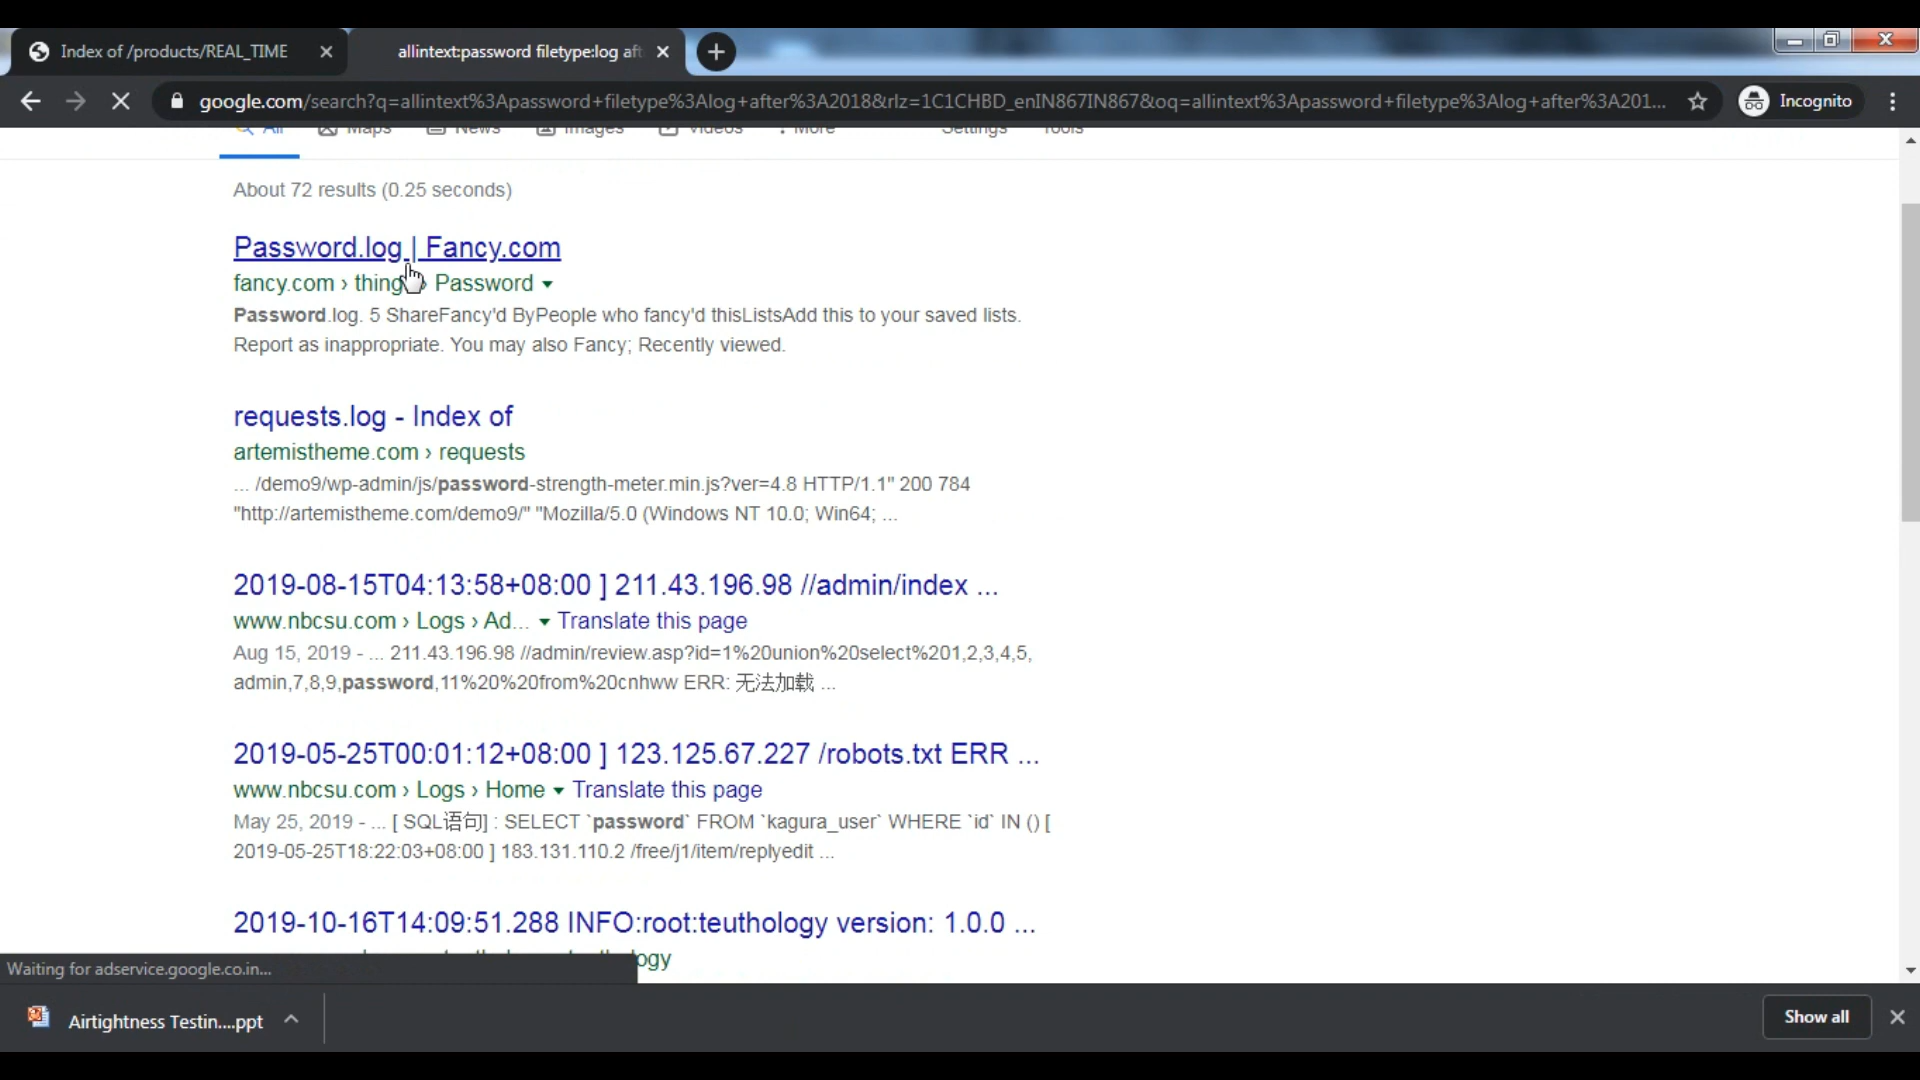 Index of /products/REAL_TIME
allintext:password filetype:log aft
google.com/search?q=allintext%3Apassword+filetype%3Alog+after%3A2018&rlz=1C1CHBD_enIN867IN867&oq=allintext%3Apassword+filetype%3Alog+after%3A201...
Incognito
All Maps News Images Videos More Settings Tools
About 72 results (0.25 seconds)
Password.log | Fancy.com
fancy.com › thing › Password
Password.log. 5 ShareFancy'd ByPeople who fancy'd thisListsAdd this to your saved lists.
Report as inappropriate. You may also Fancy; Recently viewed.
requests.log - Index of
artemistheme.com › requests
... /demo9/wp-admin/js/password-strength-meter.min.js?ver=4.8 HTTP/1.1" 200 784
"http://artemistheme.com/demo9/" "Mozilla/5.0 (Windows NT 10.0; Win64; ...
2019-08-15T04:13:58+08:00 ] 211.43.196.98 //admin/index ...
www.nbcsu.com › Logs › Ad... Translate this page
Aug 15, 2019 - ... 211.43.196.98 //admin/review.asp?id=1%20union%20select%201,2,3,4,5,
admin,7,8,9,password,11%20%20from%20cnhww ERR: 无法加载 ...
2019-05-25T00:01:12+08:00 ] 123.125.67.227 /robots.txt ERR ...
www.nbcsu.com › Logs › Home Translate this page
May 25, 2019 - ... [ SQL语句] : SELECT `password` FROM `kagura_user` WHERE `id` IN () [
2019-05-25T18:22:03+08:00 ] 183.131.110.2 /free/j1/item/replyedit ...
2019-10-16T14:09:51.288 INFO:root:teuthology version: 1.0.0 ...
Waiting for adservice.google.co.in...
Airtightness Testin....ppt
Show all